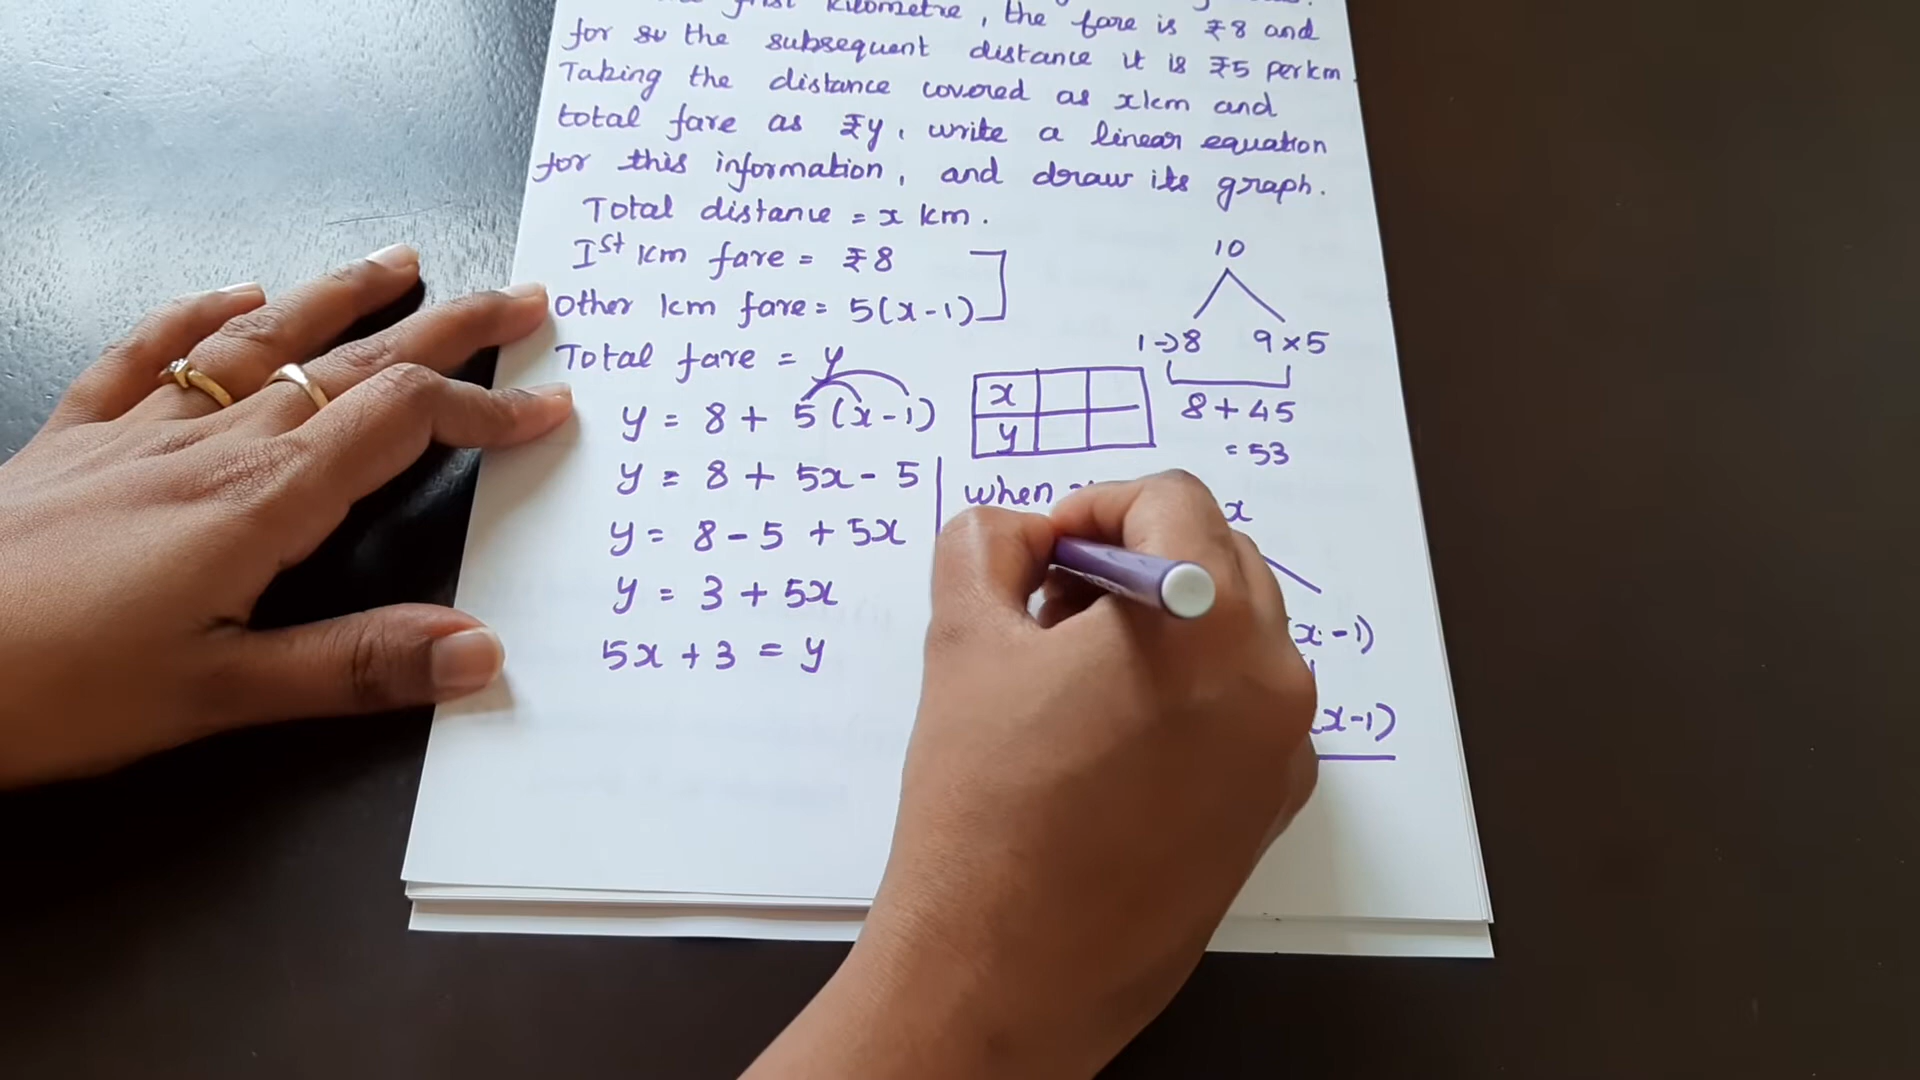 first kilometre, the fare is ₹8 and
for su the subsequent distance it is ₹5 per km.
Taking the distance covered as x km and
total fare as ₹y, write a linear equation
for this information, and draw its graph.
Total distance = x km.
Ist km fare = ₹8
Other km fare = 5(x-1)
Total fare = y
y = 8 + 5(x-1)
y = 8 + 5x - 5
y = 8 - 5 + 5x
y = 3 + 5x
5x + 3 = y
x
y
when
10
1→8 9×5
8 + 45
= 53
x
(x-1)
(x-1)